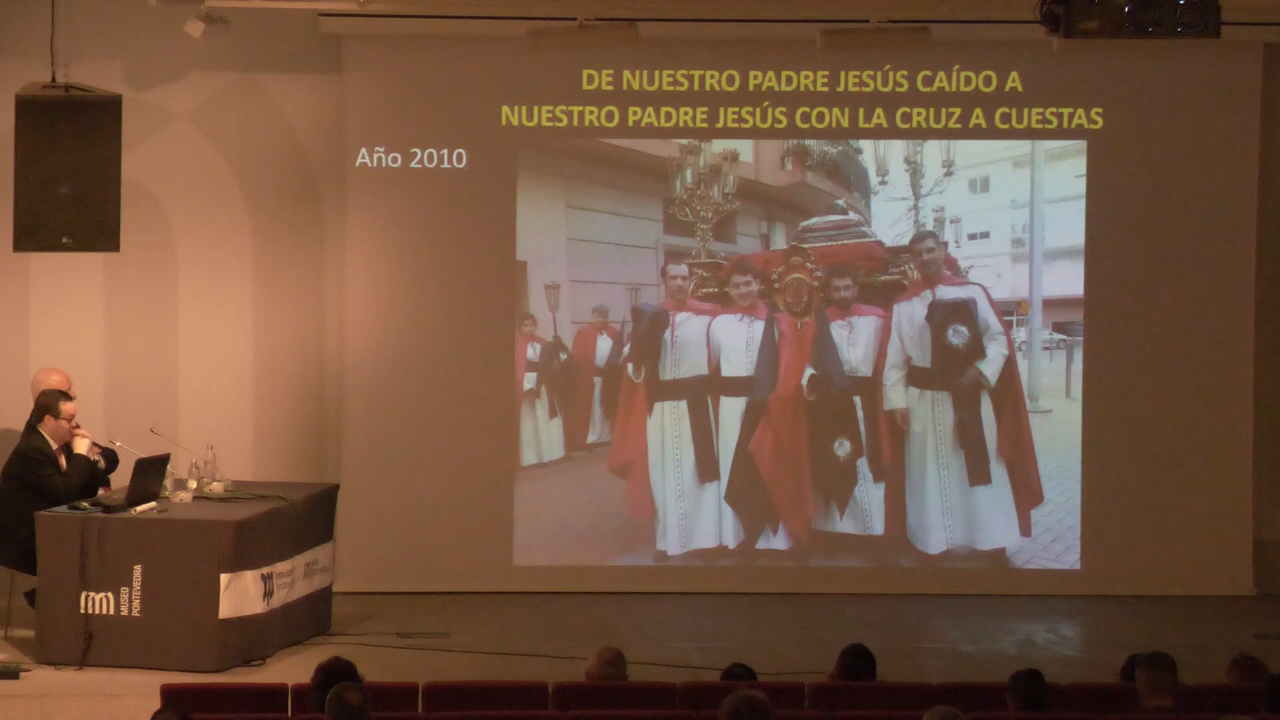 DE NUESTRO PADRE JESÚS CAÍDO A
NUESTRO PADRE JESÚS CON LA CRUZ A CUESTAS
Año 2010
MUSEO
PONTEVEDRA